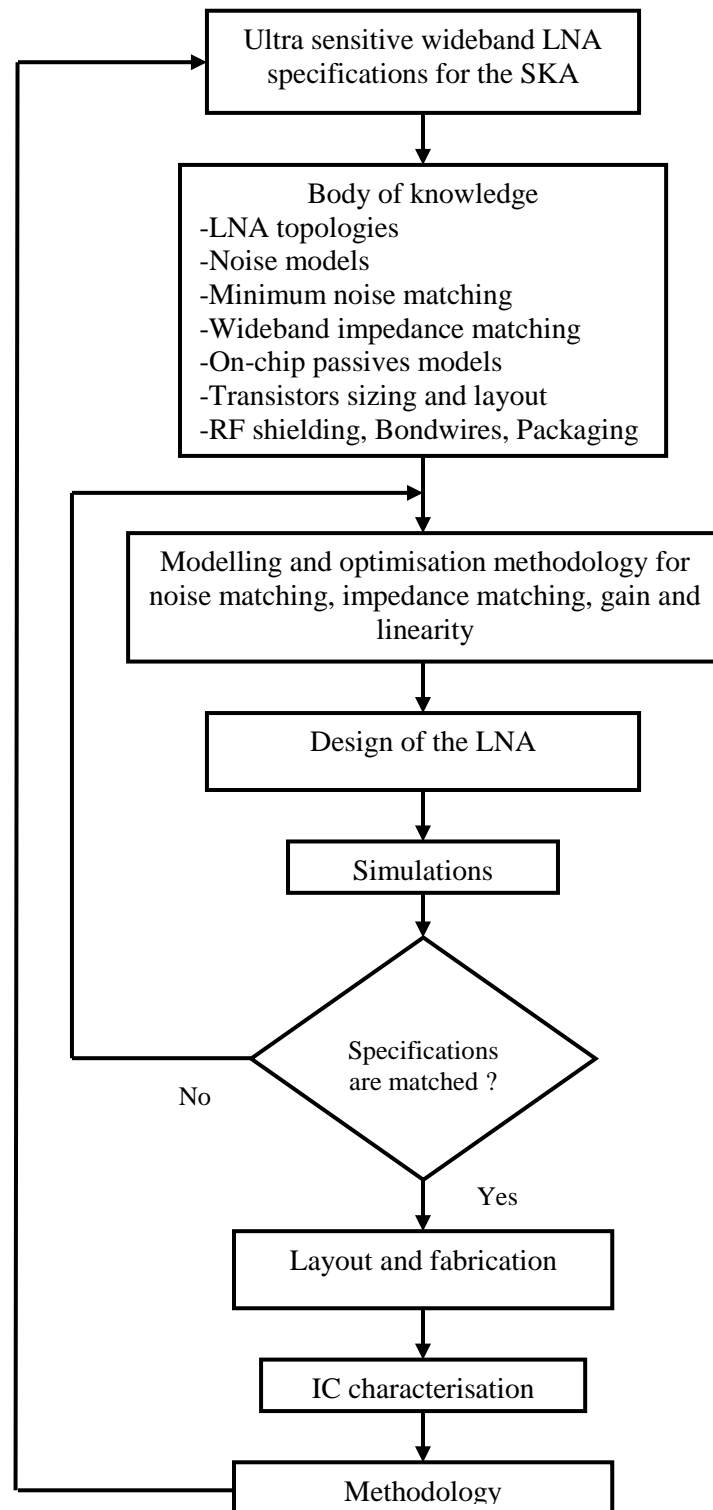 Ultra sensitive wideband LNA
specifications for the SKA
Body of knowledge
-LNA topologies
-Noise models
-Minimum noise matching
-Wideband impedance matching
-On-chip passives models
-Transistors sizing and layout
-RF shielding, Bondwires, Packaging
Modelling and optimisation methodology for
noise matching, impedance matching, gain and
linearity
Design of the LNA
Simulations
Specifications
are matched ?
No
Yes
Layout and fabrication
IC characterisation
Methodology